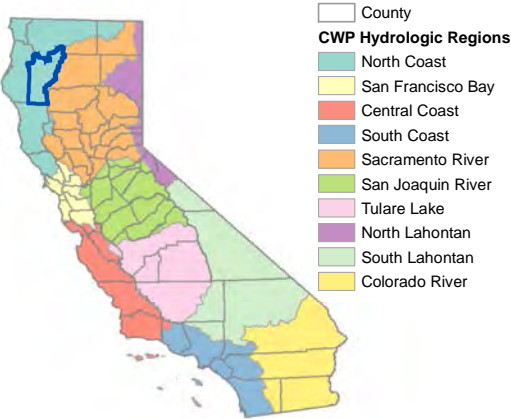 County
CWP Hydrologic Regions
North Coast
San Francisco Bay
Central Coast
South Coast
Sacramento River
San Joaquin River
Tulare Lake
North Lahontan
South Lahontan
Colorado River